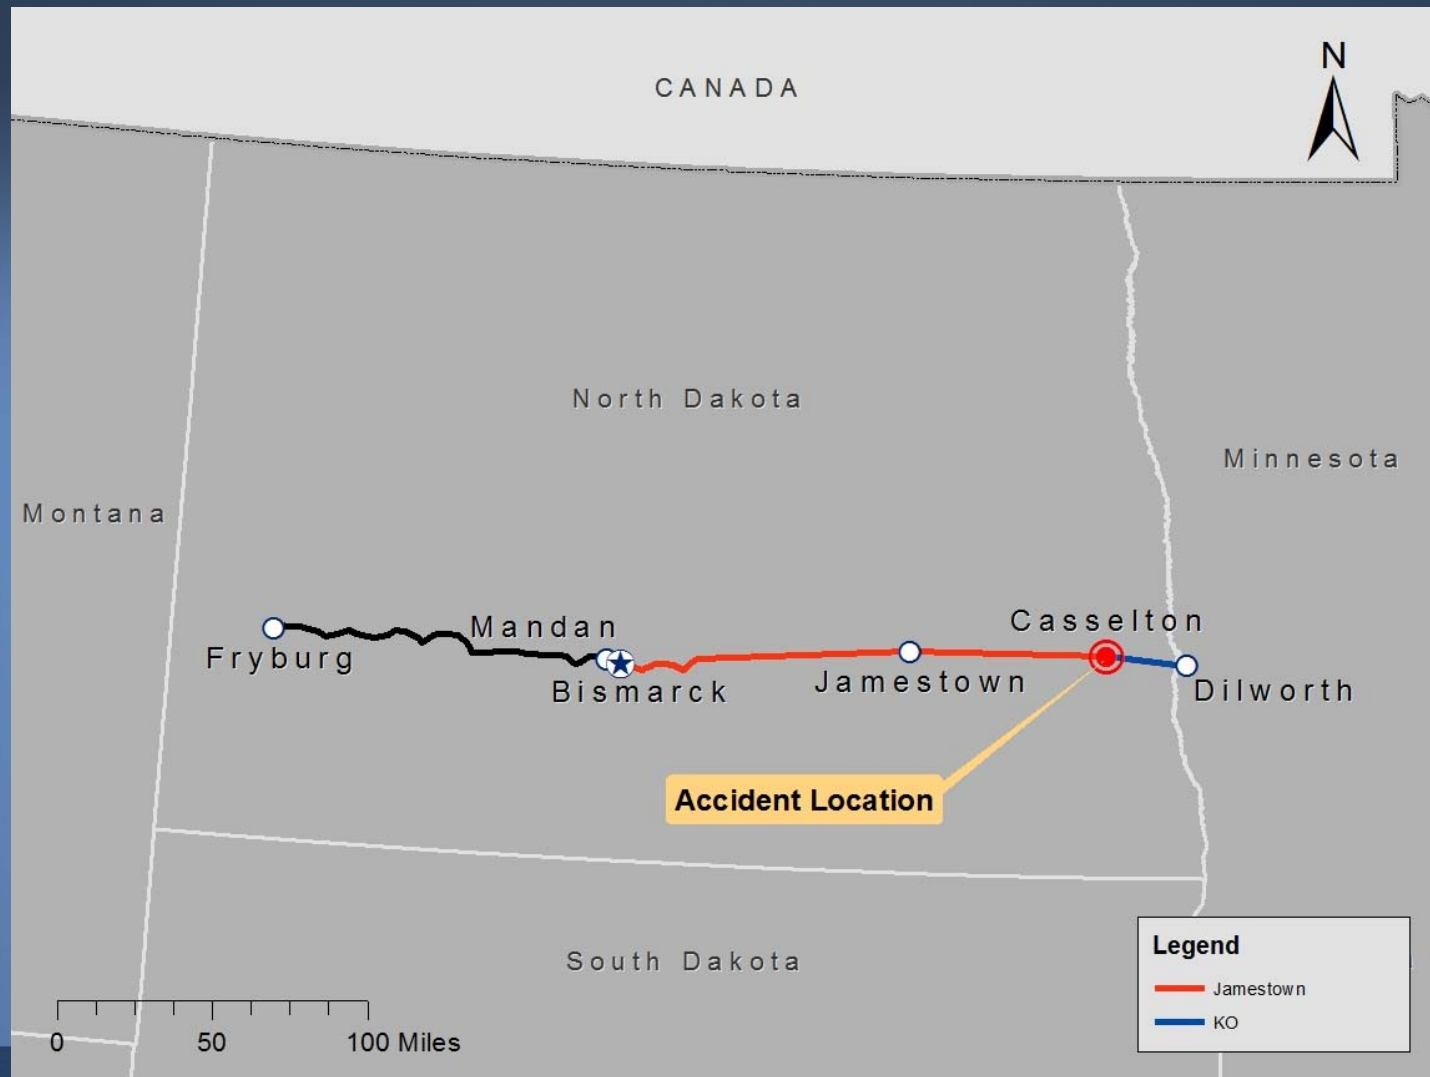 N
CANADA
North Dakota
Minnesota
Montana
Casselton
Mandan
Fryburg
Bismarck
Jamestown
Dilworth
Accident Location
Legend
Jamestown
KO
South Dakota
0 50 100 Miles